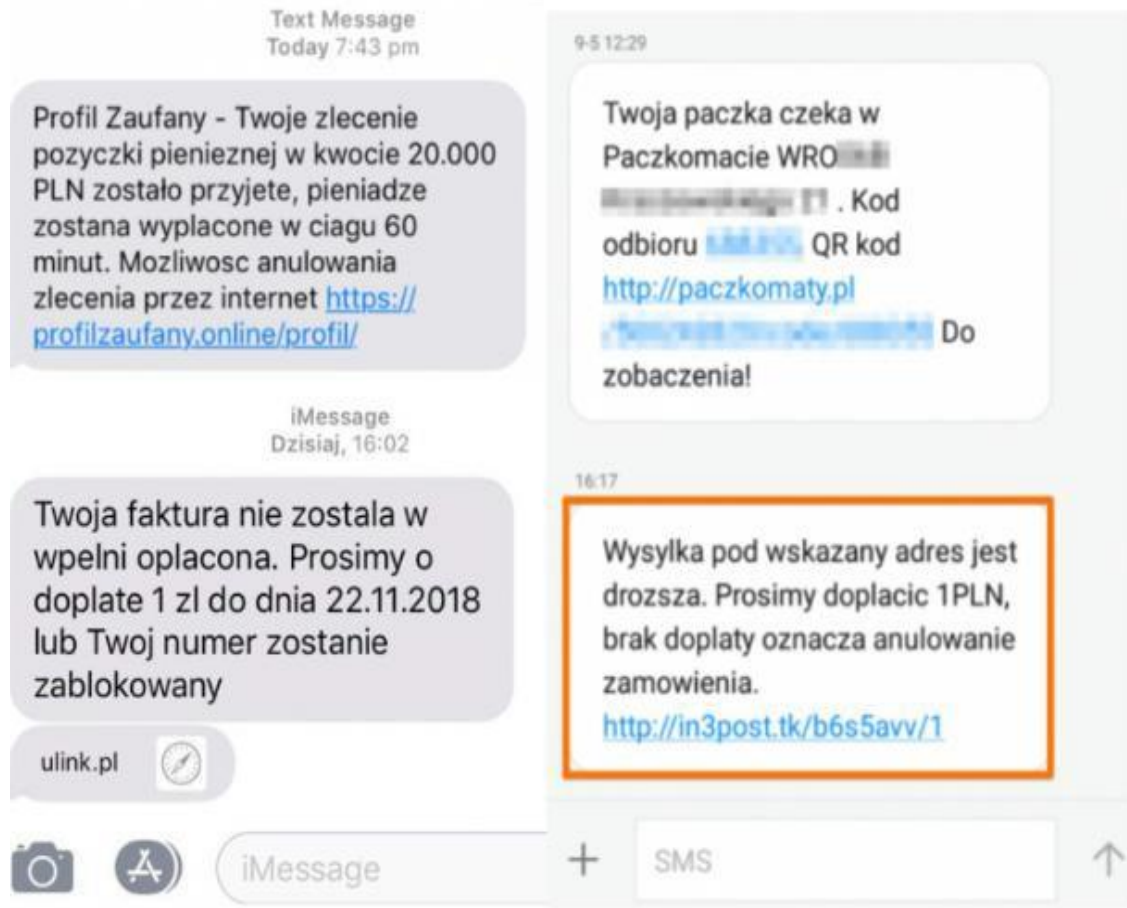 Text Message
Today 7:43 pm
Profil Zaufany - Twoje zlecenie
pozyczki pienieznej w kwocie 20.000
PLN zostało przyjete, pieniadze
zostana wyplacone w ciagu 60
minut. Mozliwosc anulowania
zlecenia przez internet https://
profilzaufany.online/profil/
iMessage
Dzisiaj, 16:02
Twoja faktura nie zostala w
wpelni oplacona. Prosimy o
doplate 1 zl do dnia 22.11.2018
lub Twoj numer zostanie
zablokowany
ulink.pl
iMessage
9-5 12:29
Twoja paczka czeka w
Paczkomacie WRO
. Kod
odbioru QR kod
http://paczkomaty.pl
Do
zobaczenia!
16:17
Wysylka pod wskazany adres jest
drozsza. Prosimy doplacic 1PLN,
brak doplaty oznacza anulowanie
zamowienia.
http://in3post.tk/b6s5avv/1
SMS